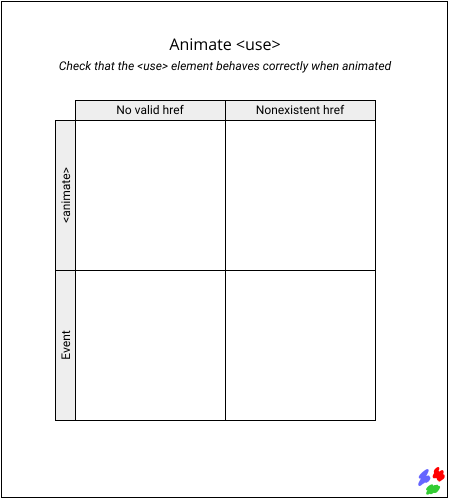 Animate <use>
Check that the <use> element behaves correctly when animated
No valid href
Nonexistent href
<animate>
Event